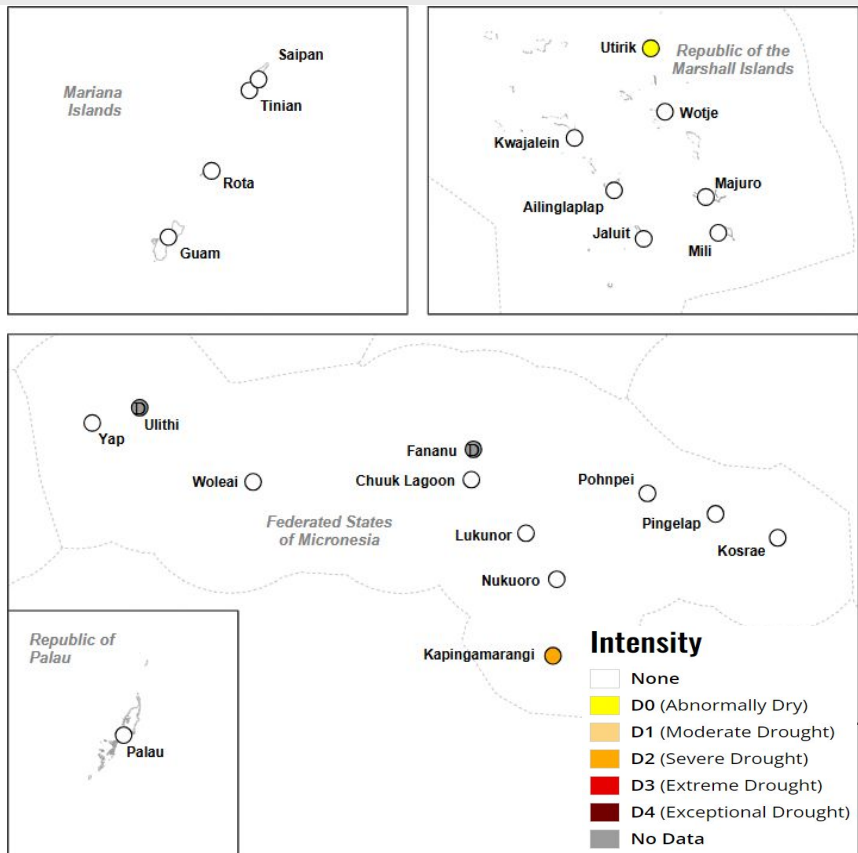 Saipan
Mariana
Islands
Tinian
Rota
Guam
Utirik
Republic of the
Marshall Islands
Wotje
Kwajalein
Ailinglaplap
Majuro
Jaluit
Mili
D
Ulithi
Yap
Fananu
D
Woleai
Chuuk Lagoon
Pohnpei
Pingelap
Federated States
of Micronesia
Lukunor
Kosrae
Nukuoro
Kapingamarangi
Republic of
Palau
Palau
Intensity
None
D0 (Abnormally Dry)
D1 (Moderate Drought)
D2 (Severe Drought)
D3 (Extreme Drought)
D4 (Exceptional Drought)
No Data